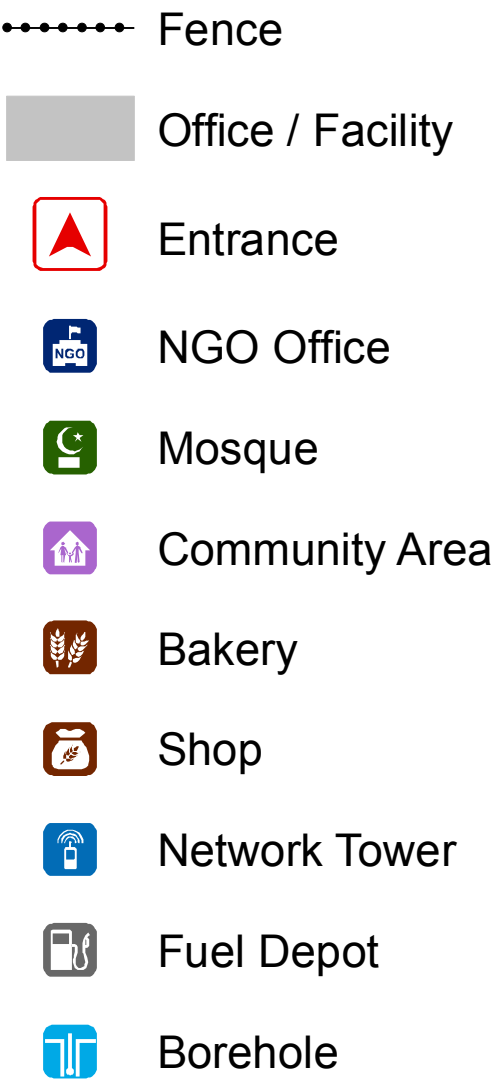 Fence
Office / Facility
Entrance
NGO NGO Office
Mosque
Community Area
Bakery
Shop
Network Tower
Fuel Depot
Borehole